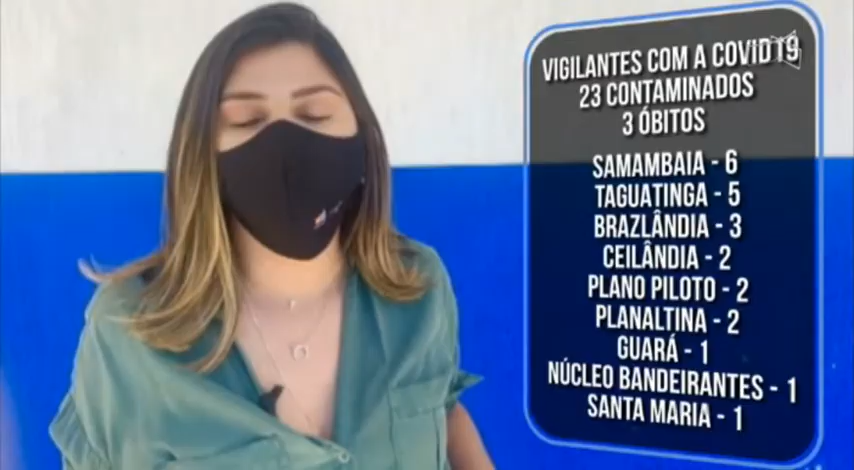 VIGILANTES COM A COVID 19
23 CONTAMINADOS
3 ÓBITOS
SAMAMBAIA - 6
TAGUATINGA - 5
BRAZLÂNDIA - 3
CEILÂNDIA - 2
PLANO PILOTO - 2
PLANALTINA - 2
GUARÁ - 1
NÚCLEO BANDEIRANTES - 1
SANTA MARIA - 1